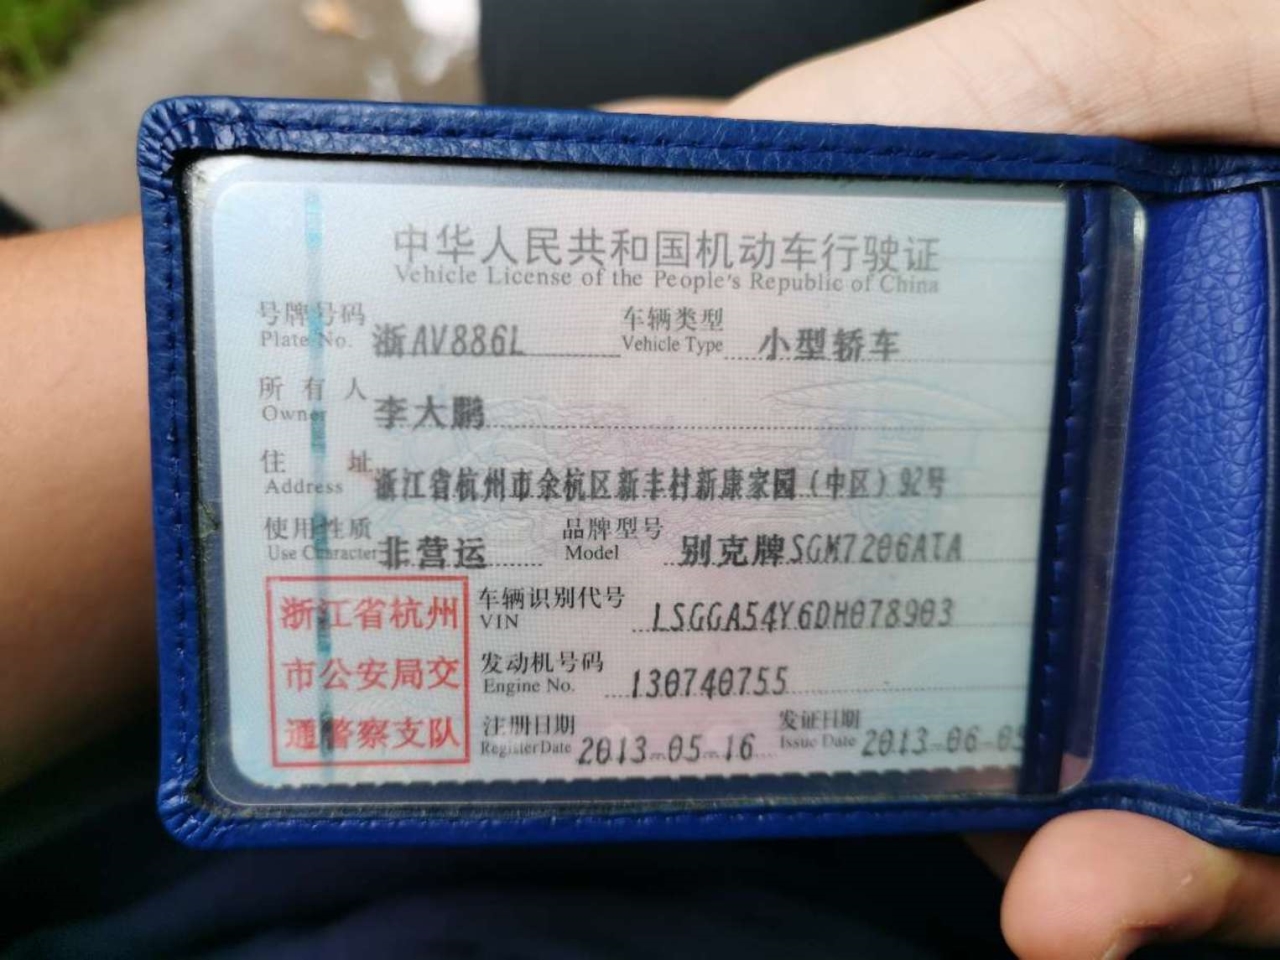 中华人民共和国机动车行驶证
Vehicle License of the People's Republic of China
号牌号码 浙AV886L 车辆类型 小型轿车
Plate No. Vehicle Type
所有人 李大鹏
Owner
住址 浙江省杭州市余杭区新丰村新康家园(中区)92号
Address
使用性质 非营运 品牌型号 别克牌SGM7206ATA
Use Character Model
浙江省杭州
市公安局交
通警察支队
车辆识别代号 LSGGA54Y6DH078903
VIN
发动机号码 130740755
Engine No.
注册日期 2013-05-16 发证日期 2013-06-05
Register Date Issue Date